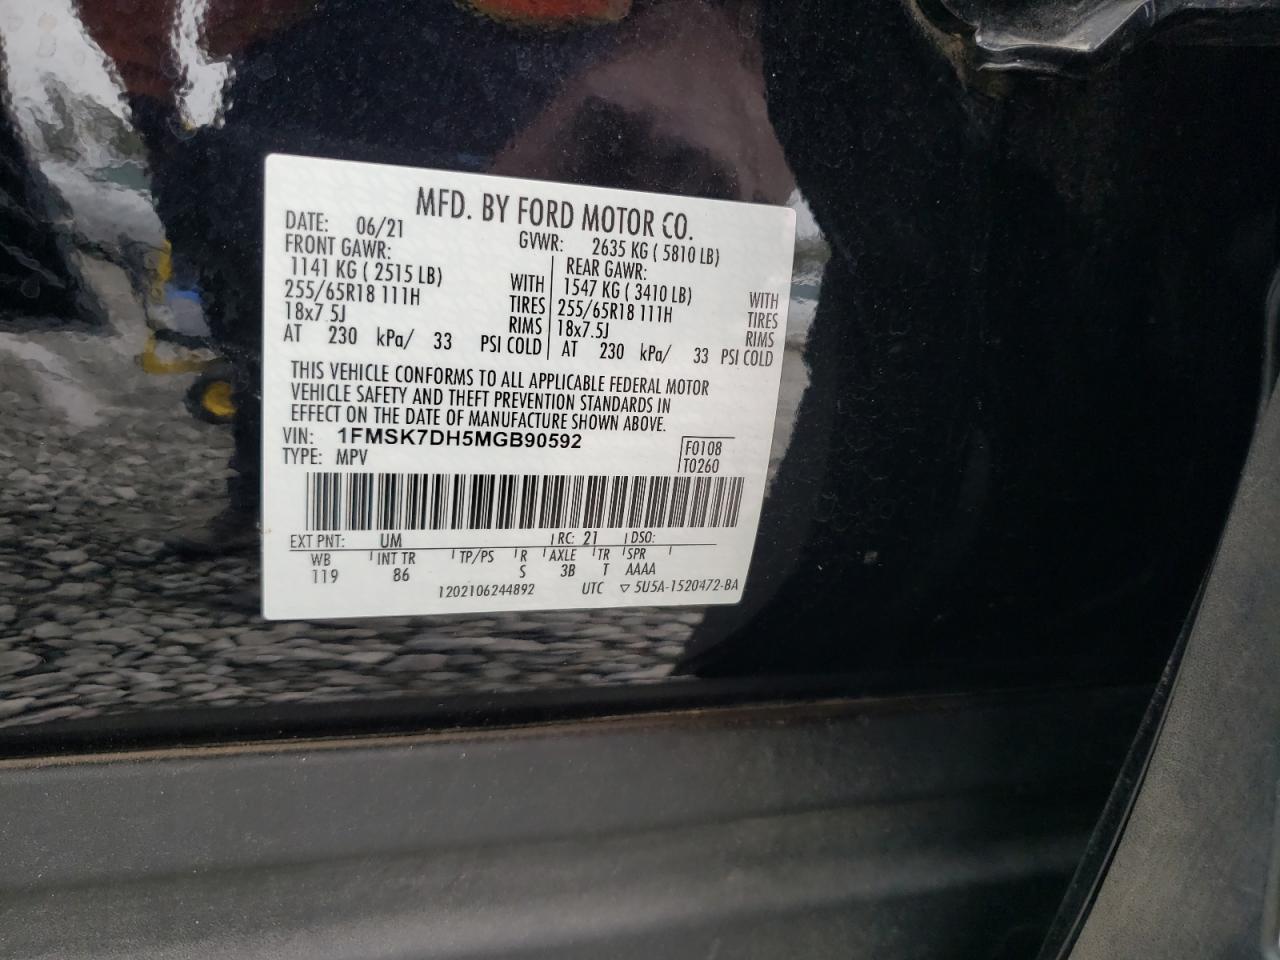 MFD. BY FORD MOTOR CO.
DATE: 06/21 GVWR: 2635 KG ( 5810 LB)
FRONT GAWR: REAR GAWR:
1141 KG ( 2515 LB) WITH 1547 KG ( 3410 LB) WITH
255/65R18 111H TIRES 255/65R18 111H TIRES
18x7.5J RIMS 18x7.5J RIMS
AT 230 kPa/ 33 PSI COLD AT 230 kPa/ 33 PSI COLD
THIS VEHICLE CONFORMS TO ALL APPLICABLE FEDERAL MOTOR
VEHICLE SAFETY AND THEFT PREVENTION STANDARDS IN
EFFECT ON THE DATE OF MANUFACTURE SHOWN ABOVE.
VIN: 1FMSK7DH5MGB90592 F0108
TYPE: MPV T0260
EXT PNT: UM RC: 21 DSO:
WB INT TR TP/PS R AXLE TR SPR
119 86 S 3B T AAAA
1202106244892 UTC ▽ 5U5A-1520472-BA